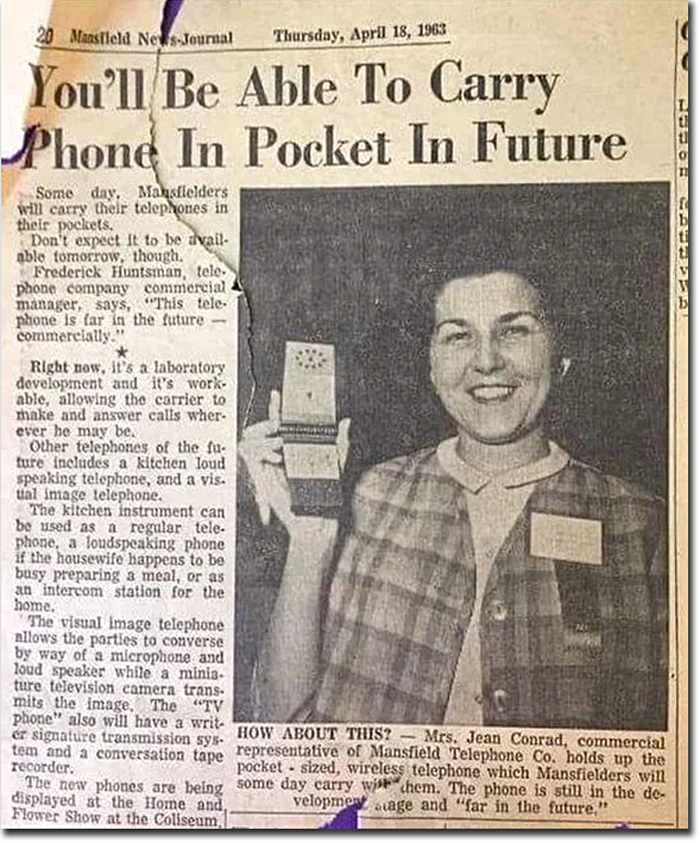 20 Mansfield News-Journal Thursday, April 18, 1963
You'll Be Able To Carry
Phone In Pocket In Future
Some day, Mansfielders
will carry their telephones in
their pockets.
Don't expect it to be avail-
able tomorrow, though.
Frederick Huntsman, tele-
phone company commercial
manager, says, "This tele-
phone is far in the future —
commercially."
★
Right now, it's a laboratory
development and it's work-
able, allowing the carrier to
make and answer calls wher-
ever he may be.
Other telephones of the fu-
ture includes a kitchen loud
speaking telephone, and a vis-
ual image telephone.
The kitchen instrument can
be used as a regular tele-
phone, a loudspeaking phone
if the housewife happens to be
busy preparing a meal, or as
an intercom station for the
home.
The visual image telephone
allows the parties to converse
by way of a microphone and
loud speaker while a minia-
ture television camera trans-
mits the image. The "TV
phone" also will have a writ-
er signature transmission sys-
tem and a conversation tape
recorder.
The new phones are being
displayed at the Home and
Flower Show at the Coliseum.
HOW ABOUT THIS? — Mrs. Jean Conrad, commercial
representative of Mansfield Telephone Co. holds up the
pocket - sized, wireless telephone which Mansfielders will
some day carry with them. The phone is still in the de-
velopment stage and "far in the future."